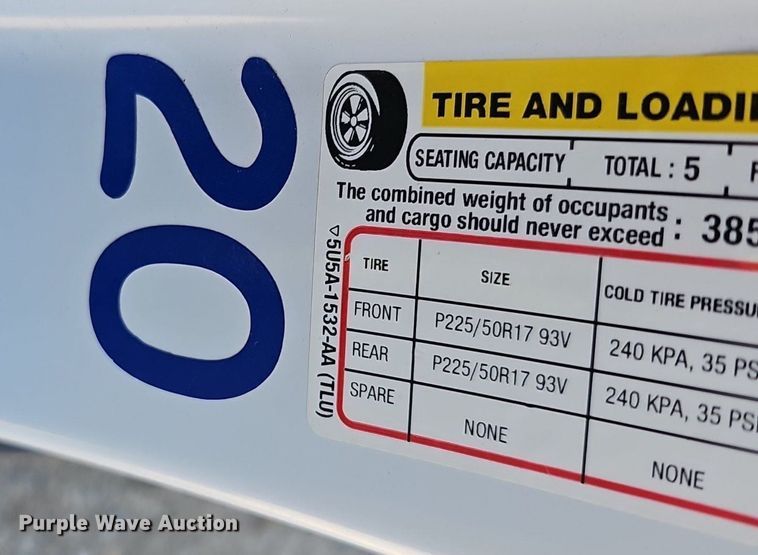 20
TIRE AND LOADI
SEATING CAPACITY TOTAL : 5
The combined weight of occupants
and cargo should never exceed : 385
▽5U5A-1532-AA (TLU)
TIRE SIZE COLD TIRE PRESSU
FRONT P225/50R17 93V 240 KPA, 35 PS
REAR P225/50R17 93V 240 KPA, 35 PSI
SPARE NONE NONE
Purple Wave Auction